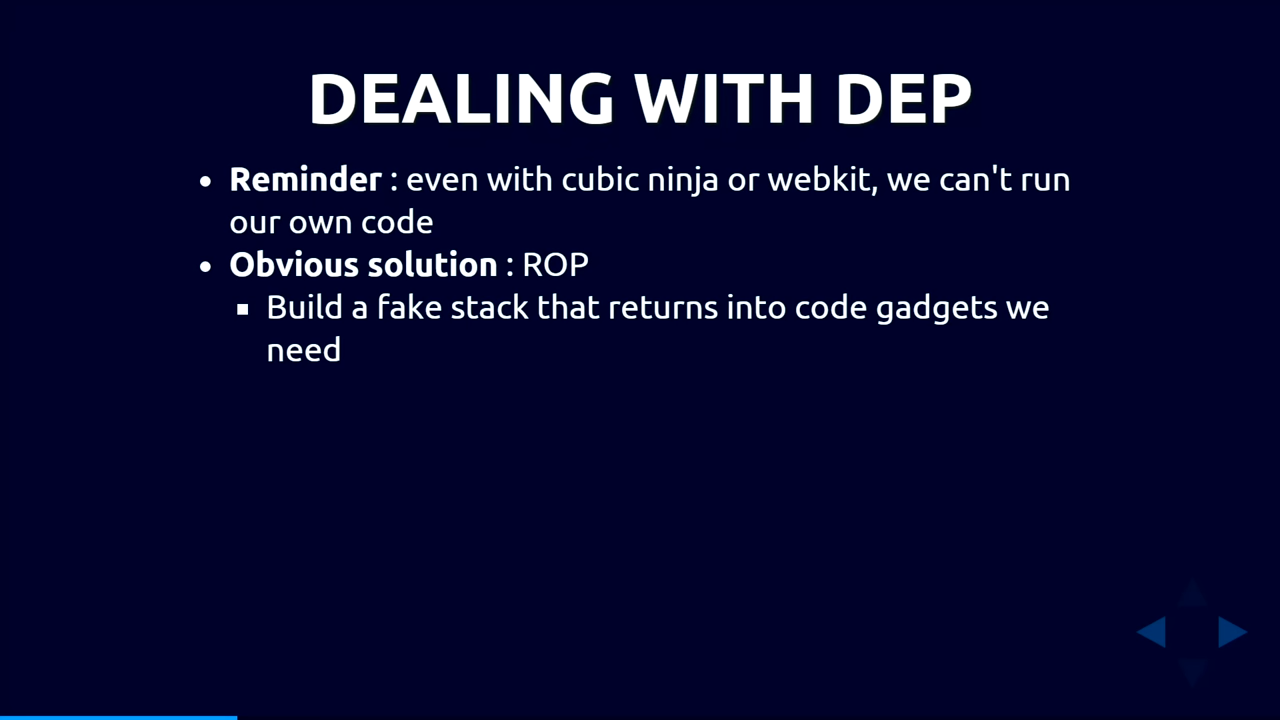 DEALING WITH DEP
Reminder : even with cubic ninja or webkit, we can't run
our own code
Obvious solution : ROP
Build a fake stack that returns into code gadgets we
need